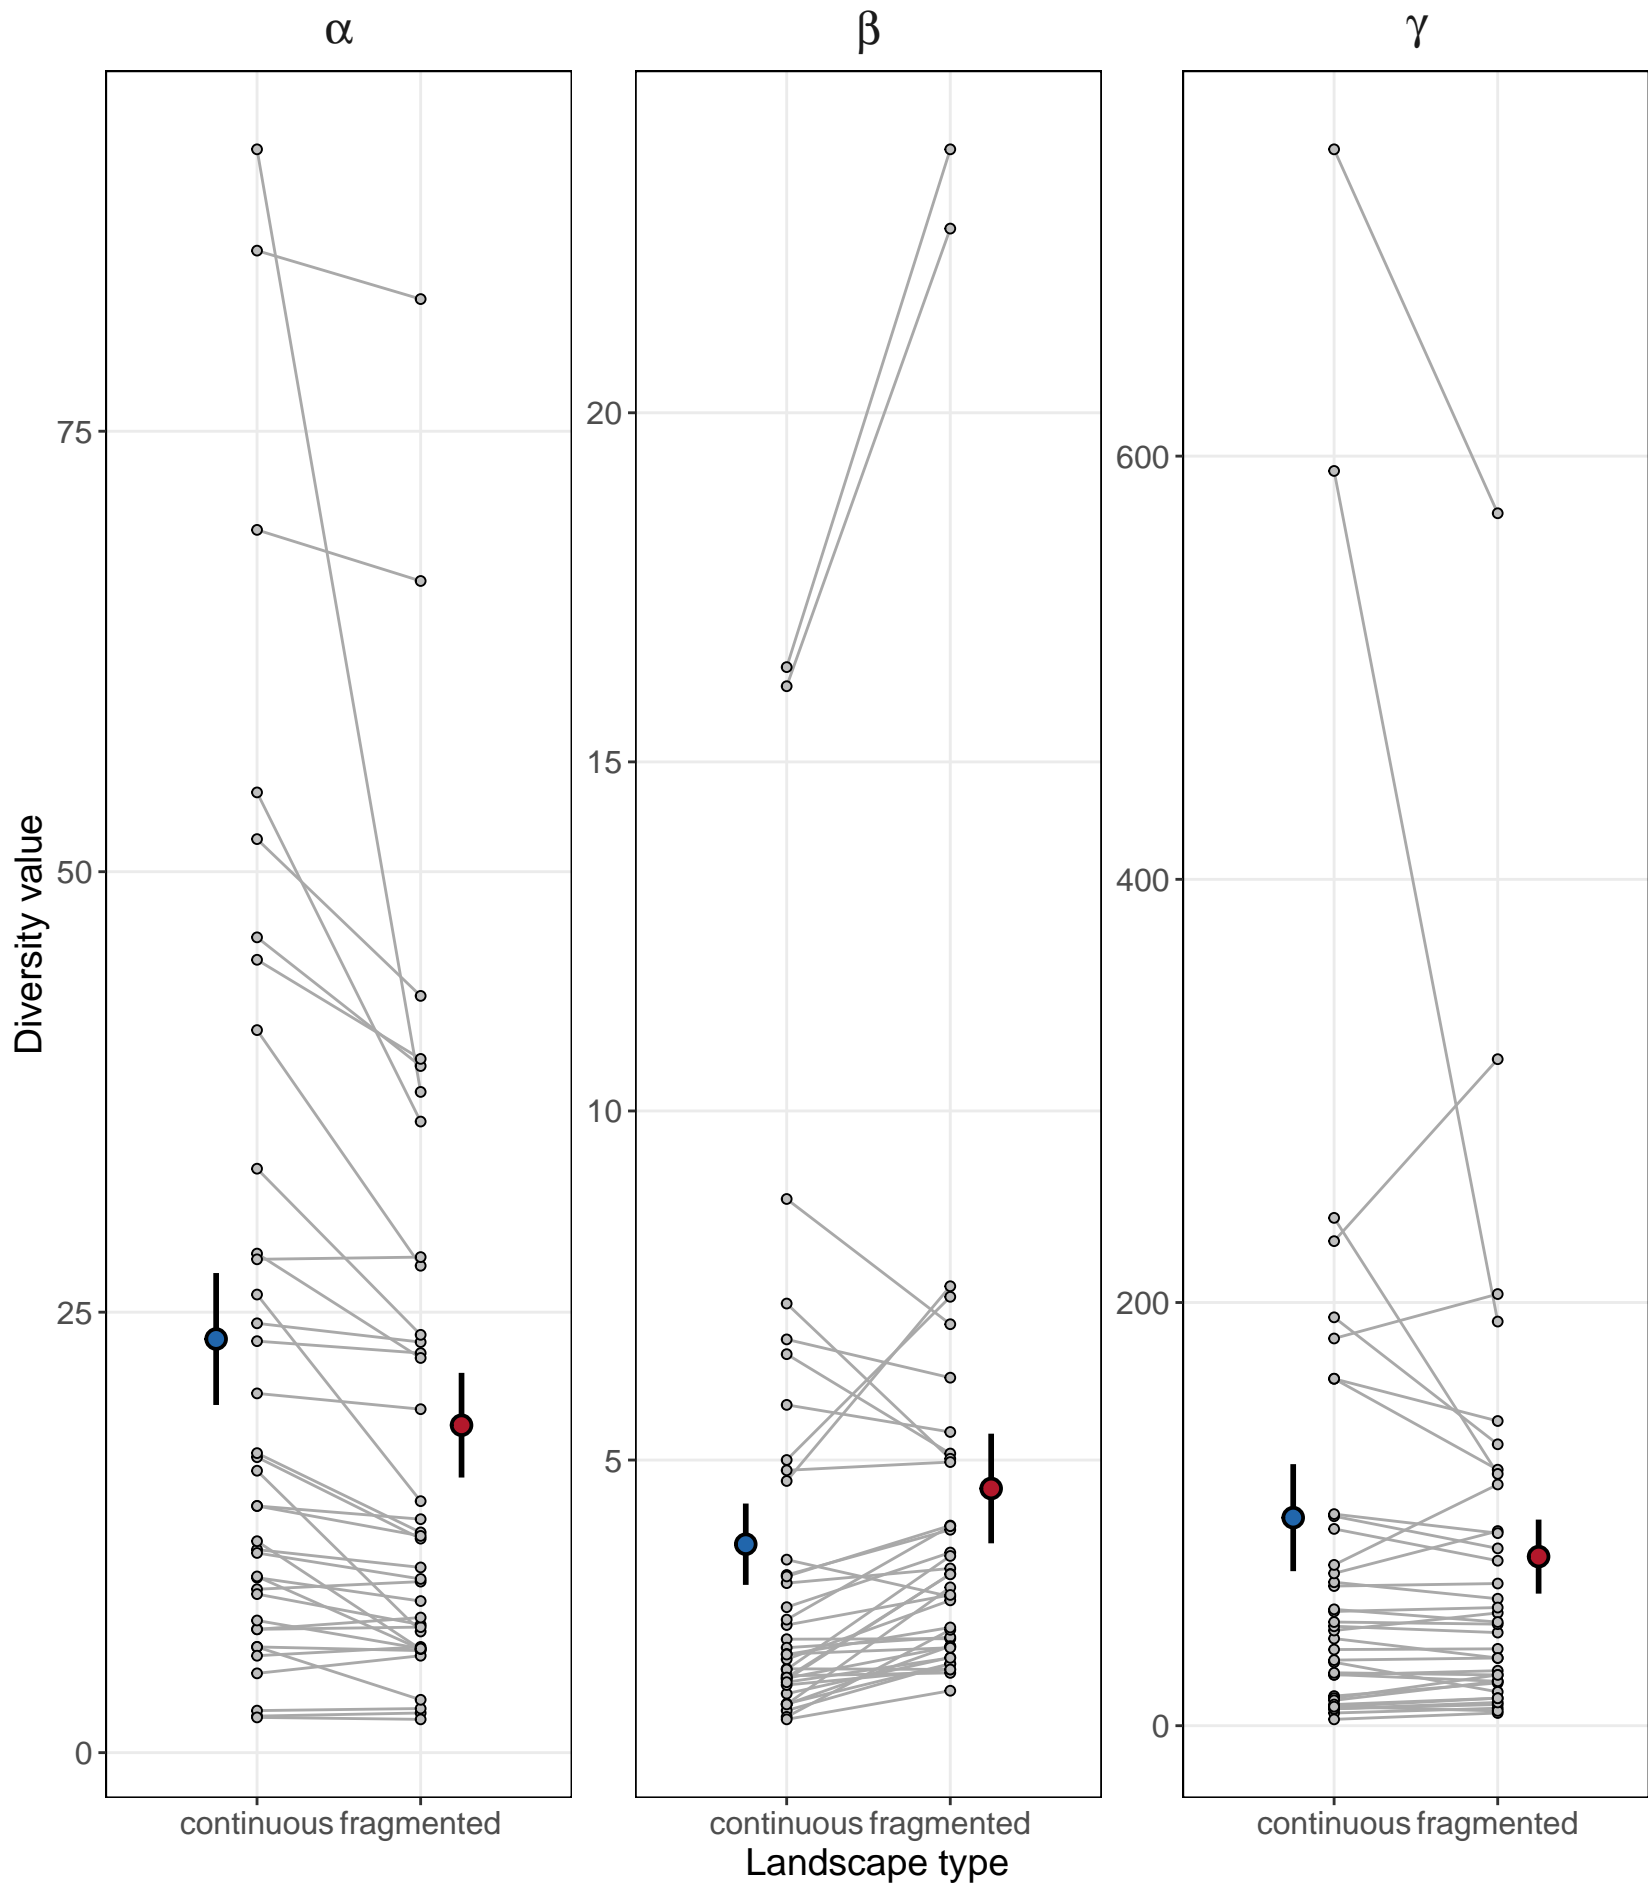 α
β
γ
Diversity value
75
50
25
0
20
15
10
5
600
400
200
0
continuous fragmented
continuous fragmented
continuous fragmented
Landscape type